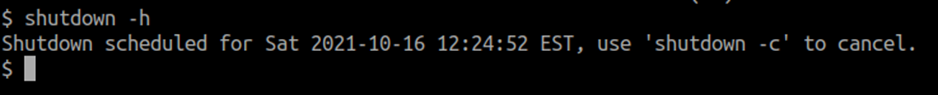 $ shutdown -h
Shutdown scheduled for Sat 2021-10-16 12:24:52 EST, use 'shutdown -c' to cancel.
$